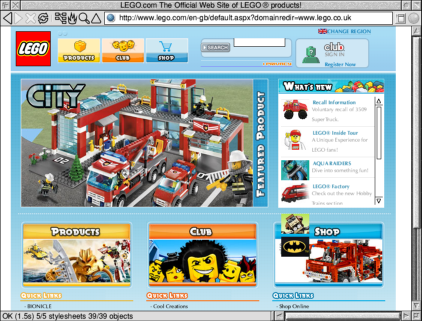 LEGO.com The Official Web Site of LEGO ® products!
http://www.lego.com/en-gb/default.aspx?domainredir=www.lego.co.uk
CHANGE REGION
LEGO
PRODUCTS
CLUB
SHOP
SEARCH
club
SIGN IN
Register Now
CITY
FEATURED PRODUCT
WHAT'S NEW
Recall Information
Voluntary recall of 3509
Super Truck.
LEGO® Inside Tour
A Unique Experience for
LEGO fans!
AQUARAIDERS
Dive into something fun!
LEGO® Factory
Check out the new Hobby
Trains section
PRODUCTS
CLUB
SHOP
QUICK LINKS
QUICK LINKS
QUICK LINKS
- BIONICLE
- Cool Creations
- Shop Online
OK (1.5s) 5/5 stylesheets 39/39 objects